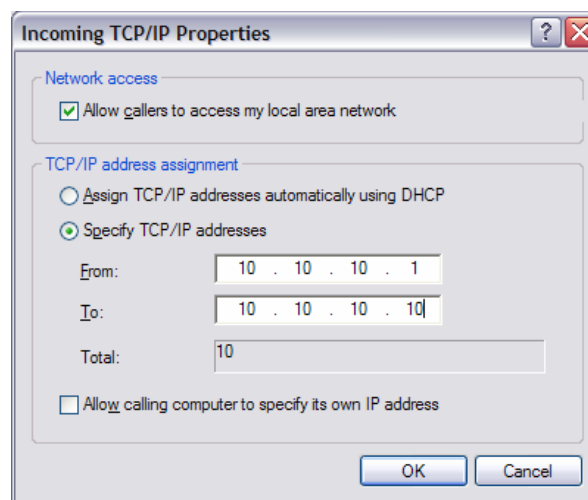 Incoming TCP/IP Properties
Network access
Allow callers to access my local area network
TCP/IP address assignment
Assign TCP/IP addresses automatically using DHCP
Specify TCP/IP addresses
From: 10 . 10 . 10 . 1
To: 10 . 10 . 10 . 10
Total: 10
Allow calling computer to specify its own IP address
OK Cancel